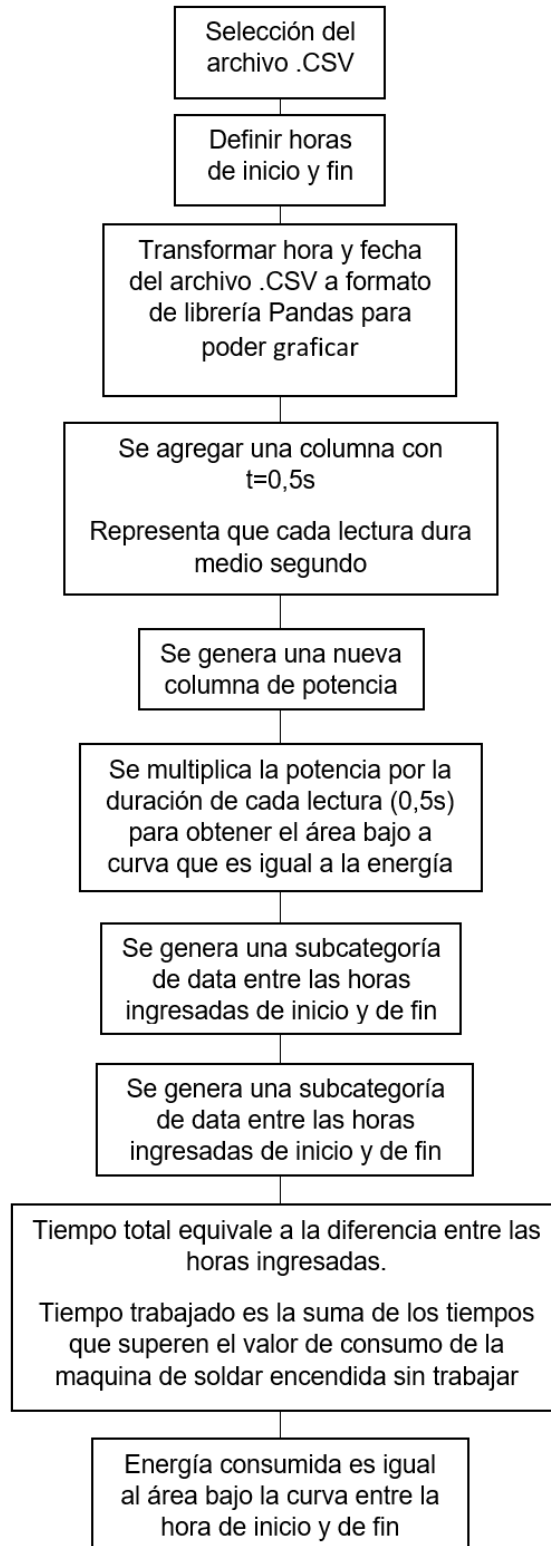 Selección del
archivo .CSV
Definir horas
de inicio y fin
Transformar hora y fecha
del archivo .CSV a formato
de librería Pandas para
poder graficar
Se agregar una columna con
t=0,5s
Representa que cada lectura dura
medio segundo
Se genera una nueva
columna de potencia
Se multiplica la potencia por la
duración de cada lectura (0,5s)
para obtener el área bajo a
curva que es igual a la energía
Se genera una subcategoría
de data entre las horas
ingresadas de inicio y de fin
Se genera una subcategoría
de data entre las horas
ingresadas de inicio y de fin
Tiempo total equivale a la diferencia entre las
horas ingresadas.
Tiempo trabajado es la suma de los tiempos
que superen el valor de consumo de la
maquina de soldar encendida sin trabajar
Energía consumida es igual
al área bajo la curva entre la
hora de inicio y de fin